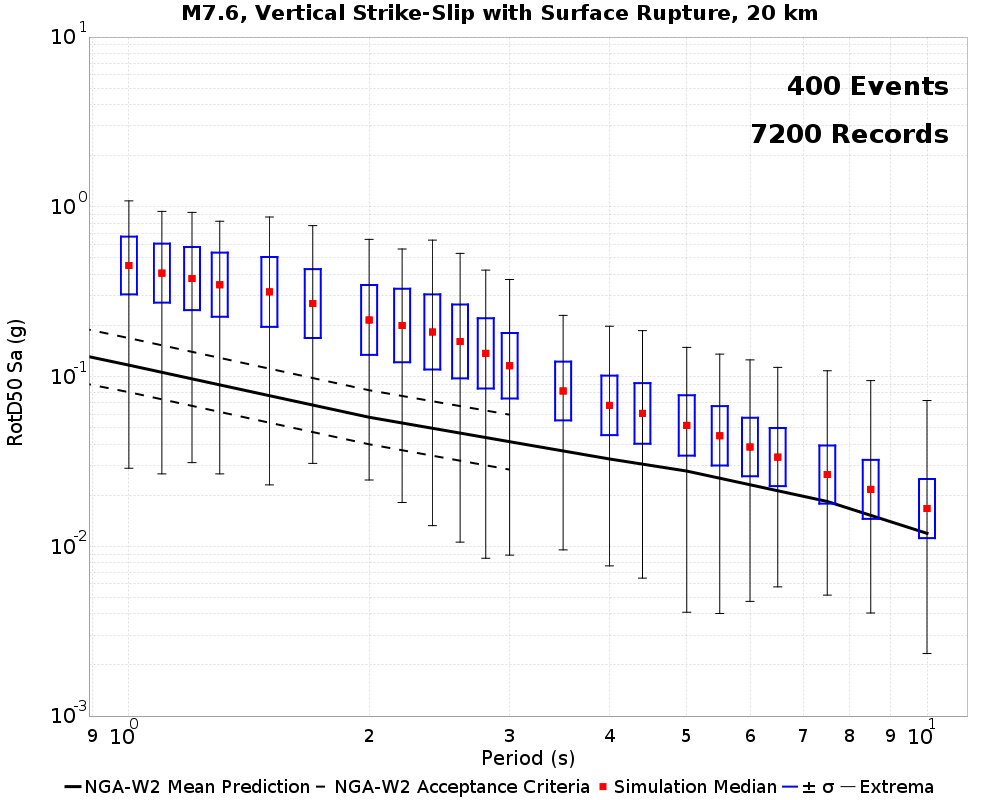 M7.6, Vertical Strike-Slip with Surface Rupture, 20 km
10^1
400 Events
7200 Records
10^0
10^-1
10^-2
10^-3
RotD50 Sa (g)
9 10^0 2 3 4 5 6 7 8 9 10^1
Period (s)
NGA-W2 Mean Prediction NGA-W2 Acceptance Criteria Simulation Median ± σ Extrema